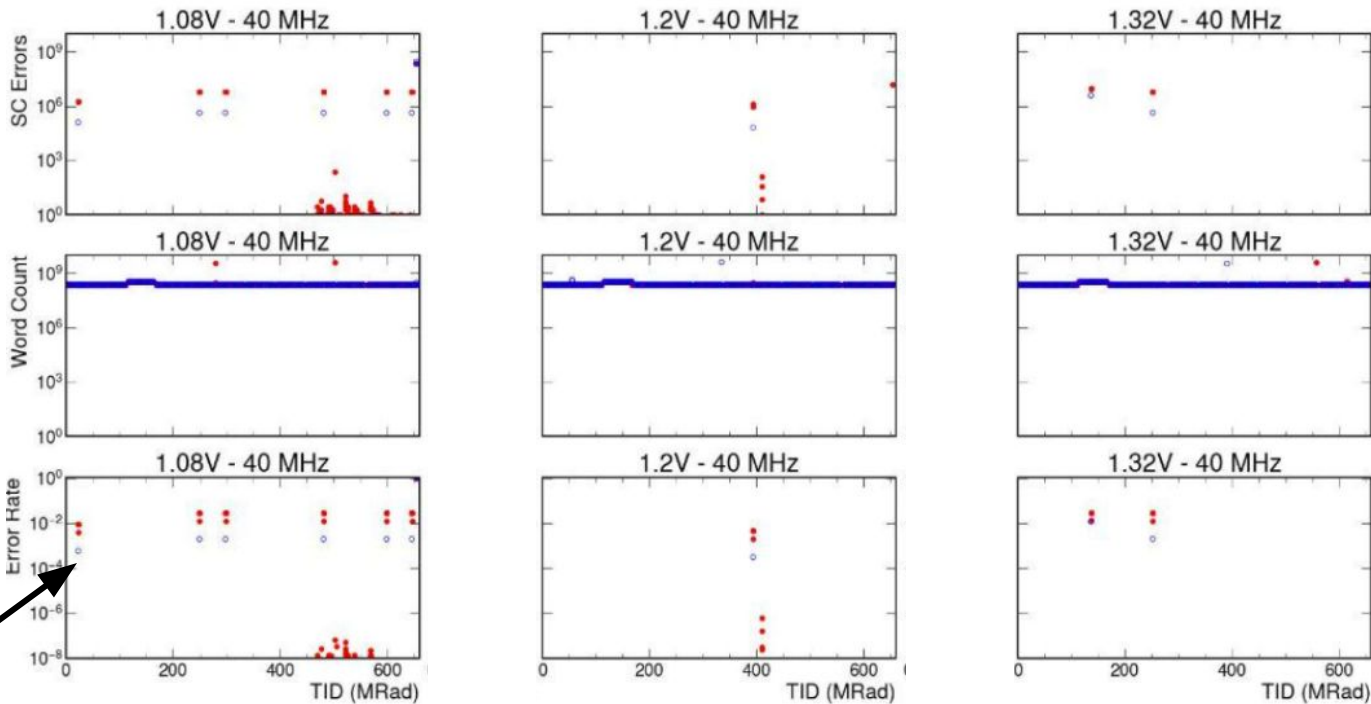 1.08V - 40 MHz 1.2V - 40 MHz 1.32V - 40 MHz
SC Errors
10⁹
10⁶
10³
10⁰
1.08V - 40 MHz 1.2V - 40 MHz 1.32V - 40 MHz
Word Count
10⁹
10⁶
10³
10⁰
1.08V - 40 MHz 1.2V - 40 MHz 1.32V - 40 MHz
Error Rate
10⁰
10⁻²
10⁻⁴
10⁻⁶
10⁻⁸
0 200 400 600 0 200 400 600 0 200 400 600
TID (MRad) TID (MRad) TID (MRad)